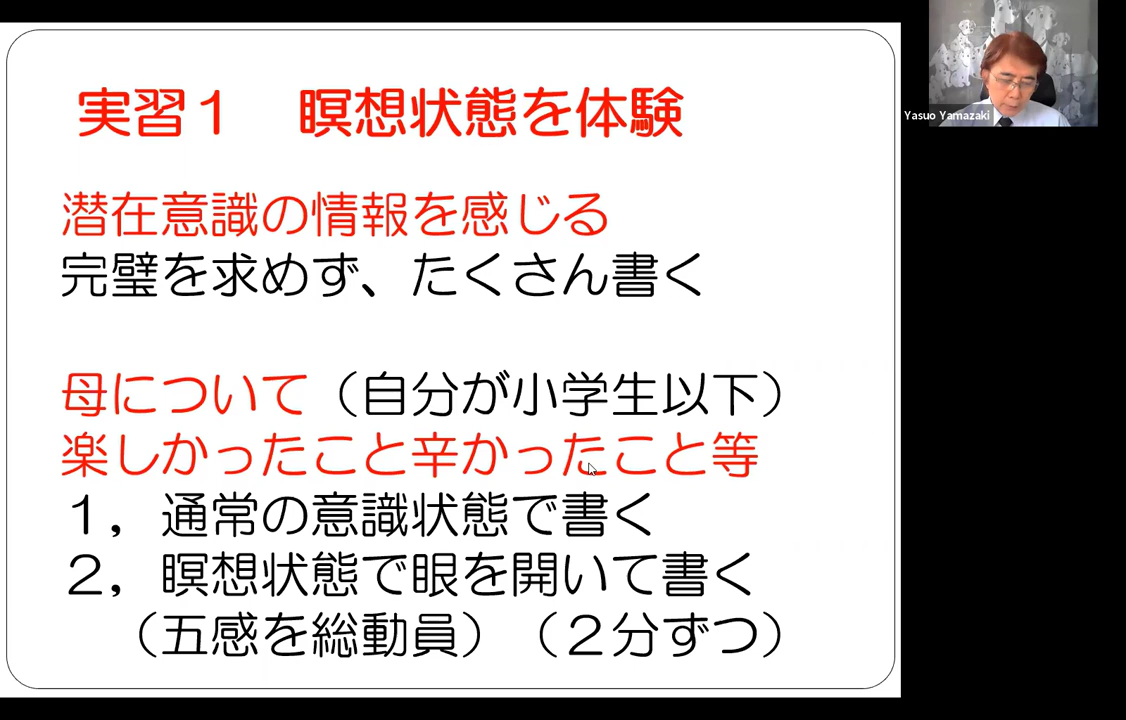 実習１　瞑想状態を体験
潜在意識の情報を感じる
完璧を求めず、たくさん書く
母について（自分が小学生以下）
楽しかったこと辛かったこと等
１，通常の意識状態で書く
２，瞑想状態で眼を開いて書く
（五感を総動員）（２分ずつ）
Yasuo Yamazaki